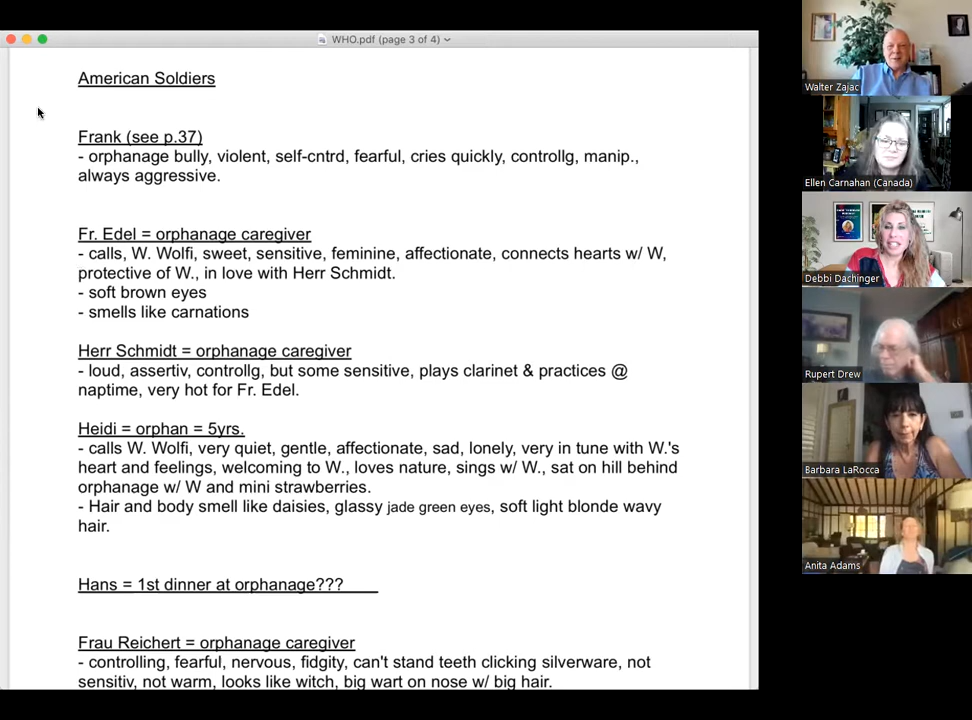 WHO.pdf (page 3 of 4)
American Soldiers
Frank (see p.37)
- orphanage bully, violent, self-cntrd, fearful, cries quickly, controllg, manip.,
always aggressive.
Fr. Edel = orphanage caregiver
- calls, W. Wolfi, sweet, sensitive, feminine, affectionate, connects hearts w/ W,
protective of W., in love with Herr Schmidt.
- soft brown eyes
- smells like carnations
Herr Schmidt = orphanage caregiver
- loud, assertiv, controllg, but some sensitive, plays clarinet & practices @
naptime, very hot for Fr. Edel.
Heidi = orphan = 5yrs.
- calls W. Wolfi, very quiet, gentle, affectionate, sad, lonely, very in tune with W.'s
heart and feelings, welcoming to W., loves nature, sings w/ W., sat on hill behind
orphanage w/ W and mini strawberries.
- Hair and body smell like daisies, glassy jade green eyes, soft light blonde wavy
hair.
Hans = 1st dinner at orphanage???
Frau Reichert = orphanage caregiver
- controlling, fearful, nervous, fidgity, can't stand teeth clicking silverware, not
sensitiv, not warm, looks like witch, big wart on nose w/ big hair.
Walter Zajac
Ellen Carnahan (Canada)
Debbi Dachinger
Rupert Drew
Barbara LaRocca
Anita Adams